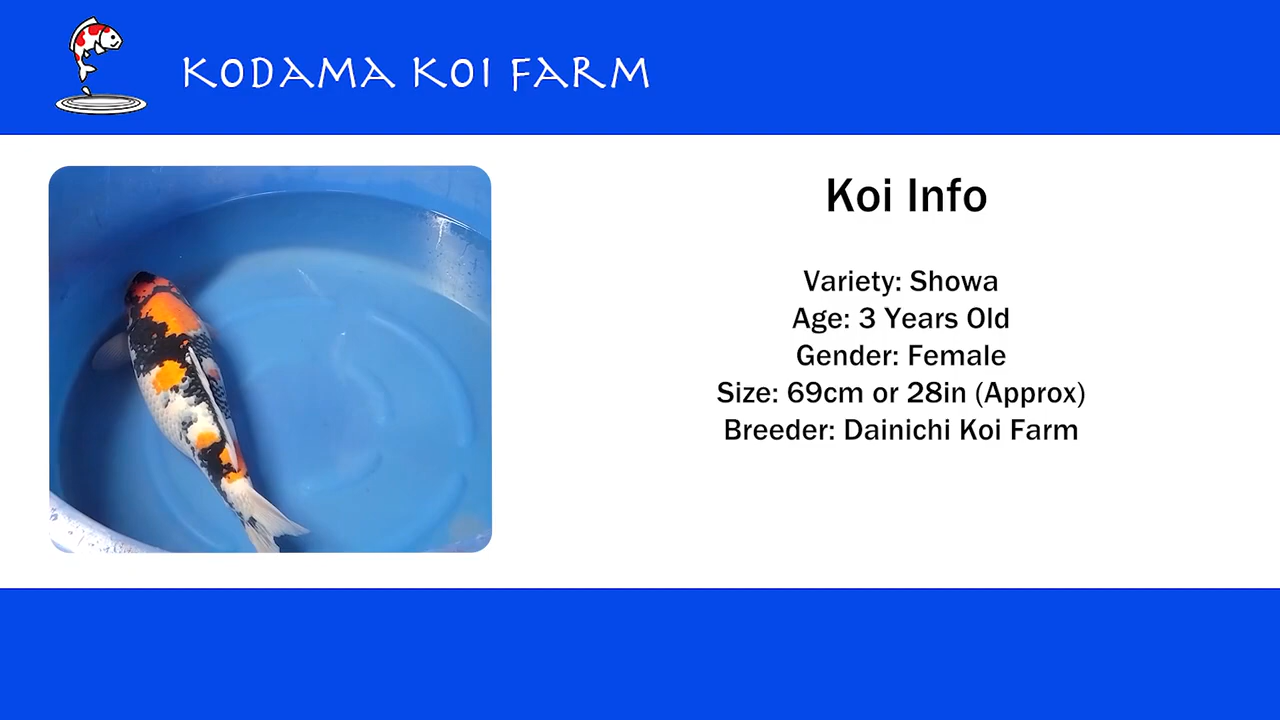 KODAMA KOI FARM
Koi Info
Variety: Showa
Age: 3 Years Old
Gender: Female
Size: 69cm or 28in (Approx)
Breeder: Dainichi Koi Farm